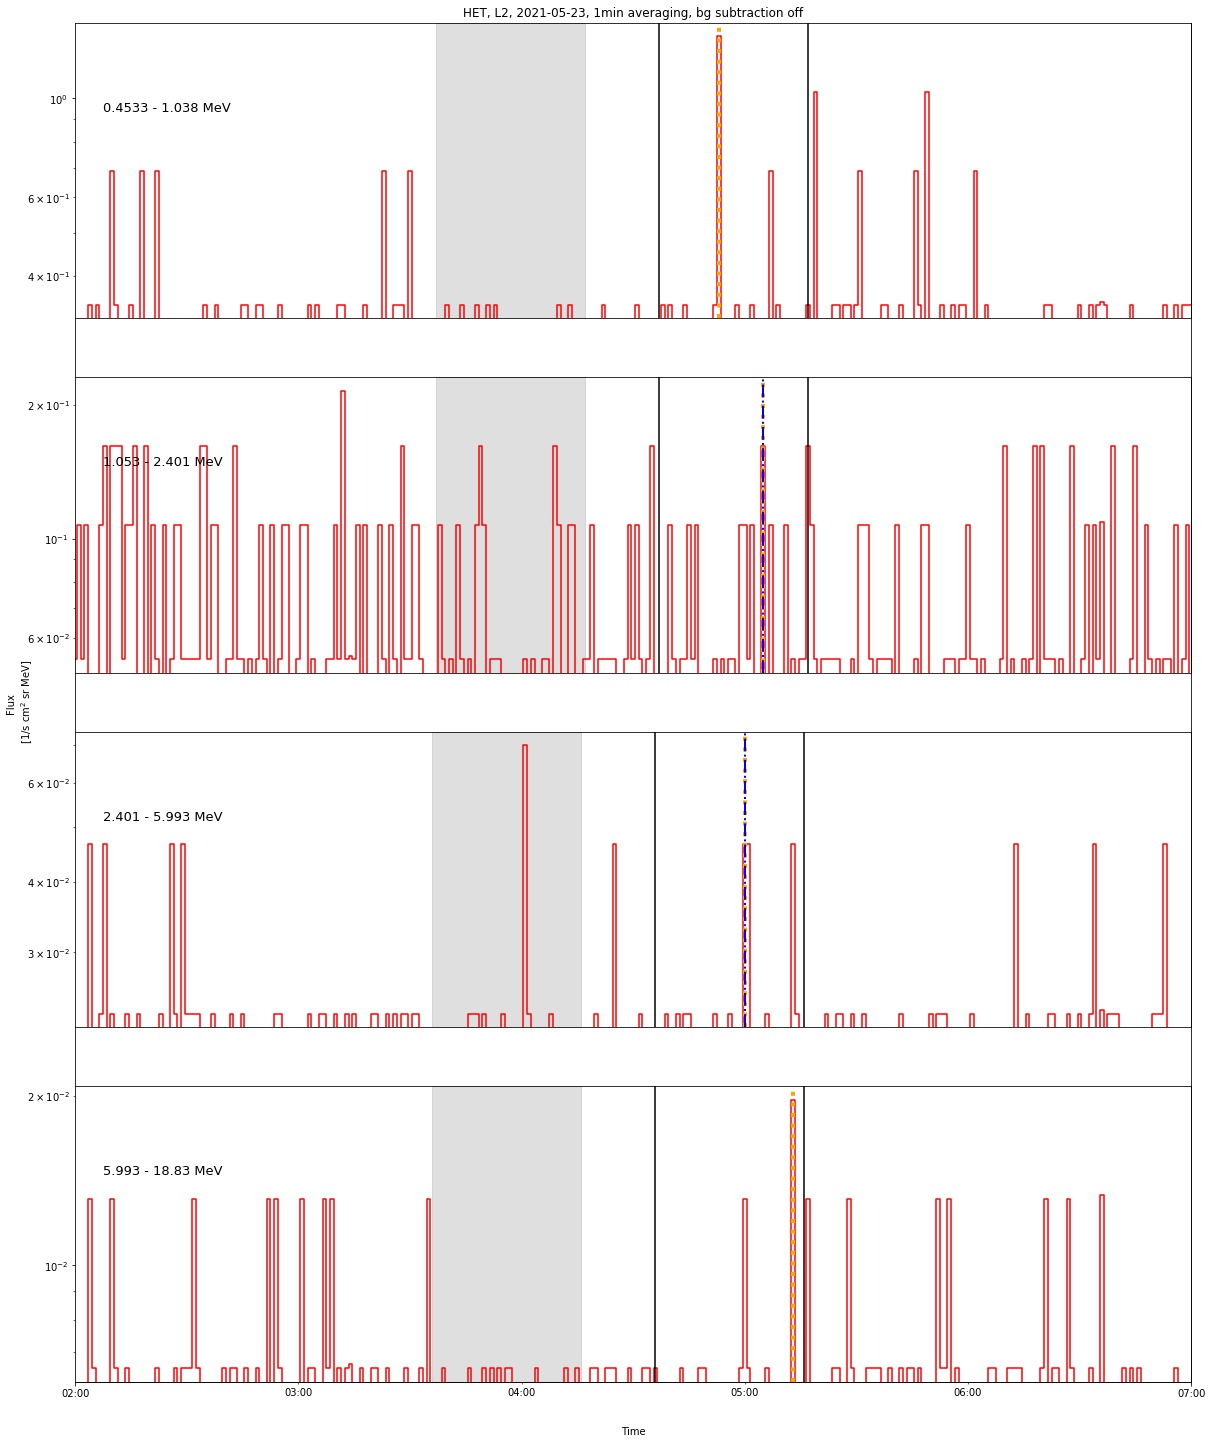 HET, L2, 2021-05-23, 1min averaging, bg subtraction off
0.4533 - 1.038 MeV
10⁰
6 × 10⁻¹
4 × 10⁻¹
2 × 10⁻¹
1.053 - 2.401 MeV
10⁻¹
6 × 10⁻²
Flux
[1/s cm² sr MeV]
6 × 10⁻²
2.401 - 5.993 MeV
4 × 10⁻²
3 × 10⁻²
2 × 10⁻²
5.993 - 18.83 MeV
10⁻²
02:00 03:00 04:00 05:00 06:00 07:00
Time